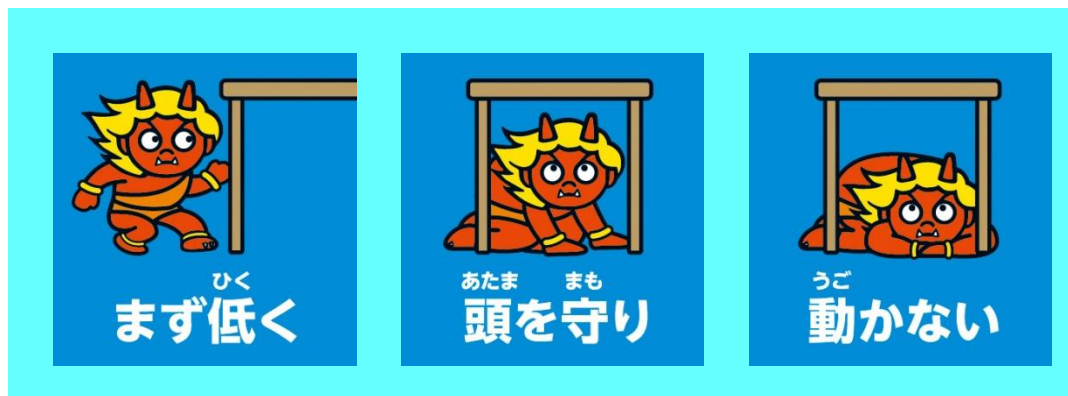 ひく
まず低く
あたま まも
頭を守り
うご
動かない